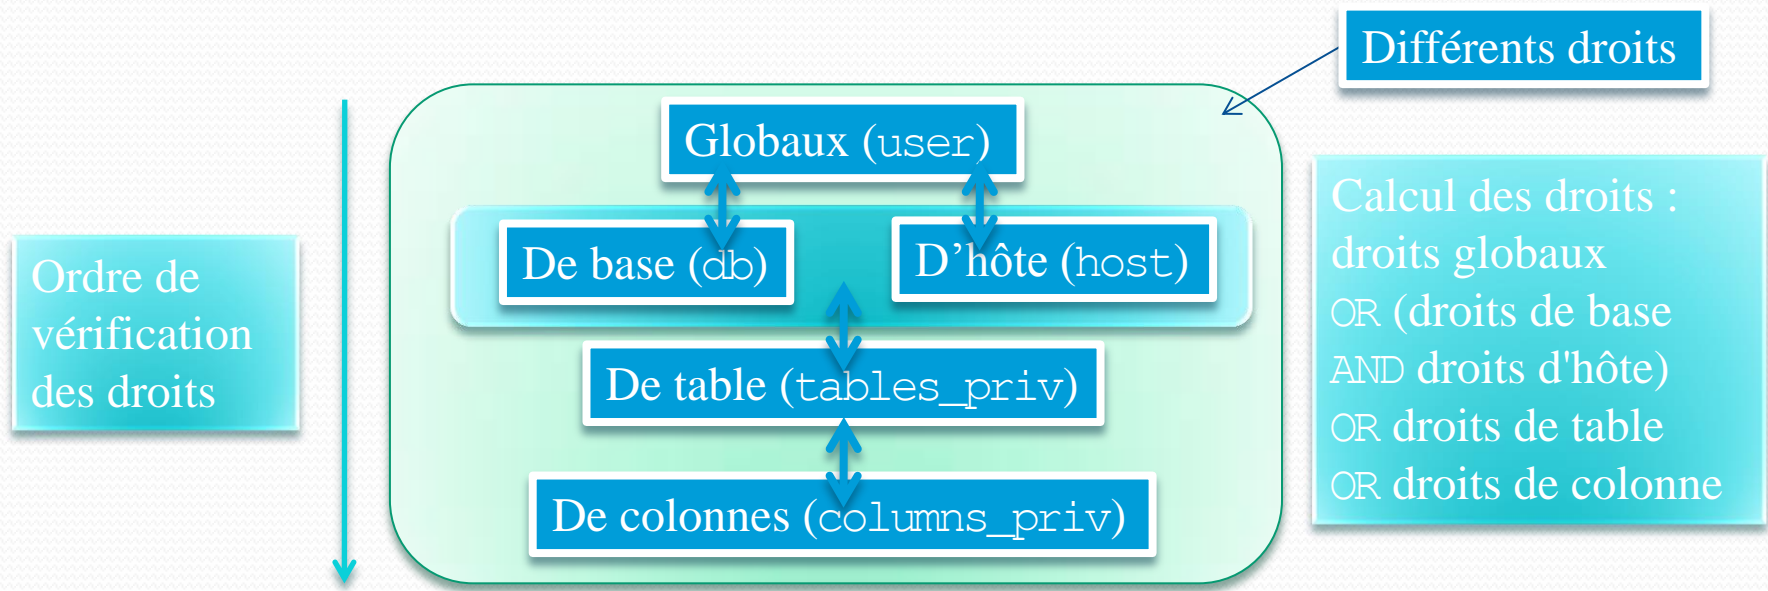 Différents droits
Globaux (user)
De base (db)
D’hôte (host)
De table (tables_priv)
De colonnes (columns_priv)
Ordre de
vérification
des droits
Calcul des droits :
droits globaux
OR (droits de base
AND droits d'hôte)
OR droits de table
OR droits de colonne